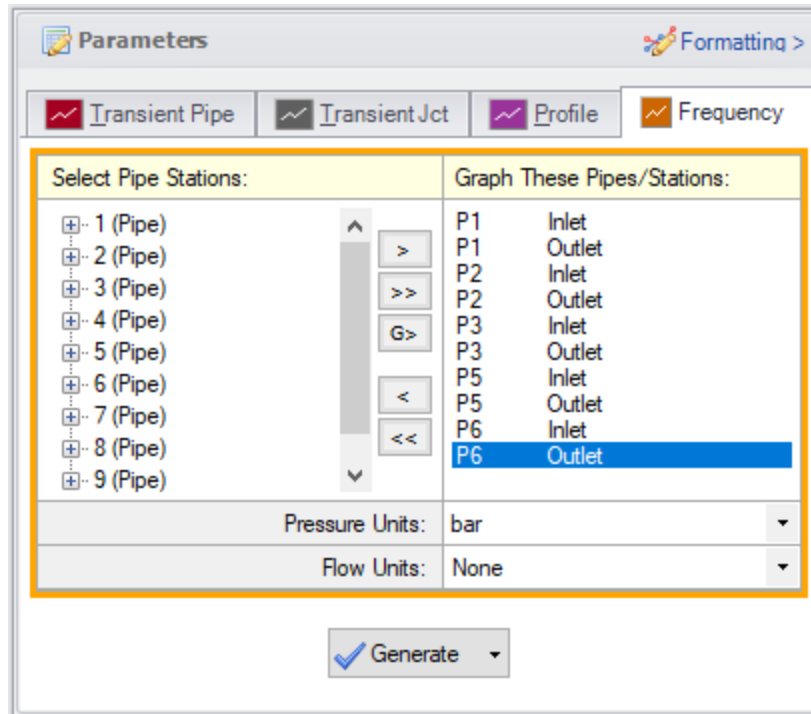 Parameters
Formatting >
Transient Pipe
Transient Jct
Profile
Frequency
Select Pipe Stations:
Graph These Pipes/Stations:
1 (Pipe)
2 (Pipe)
3 (Pipe)
4 (Pipe)
5 (Pipe)
6 (Pipe)
7 (Pipe)
8 (Pipe)
9 (Pipe)
>
>>
G>
<
<<
P1 Inlet
P1 Outlet
P2 Inlet
P2 Outlet
P3 Inlet
P3 Outlet
P5 Inlet
P5 Outlet
P6 Inlet
P6 Outlet
Pressure Units: bar
Flow Units: None
Generate